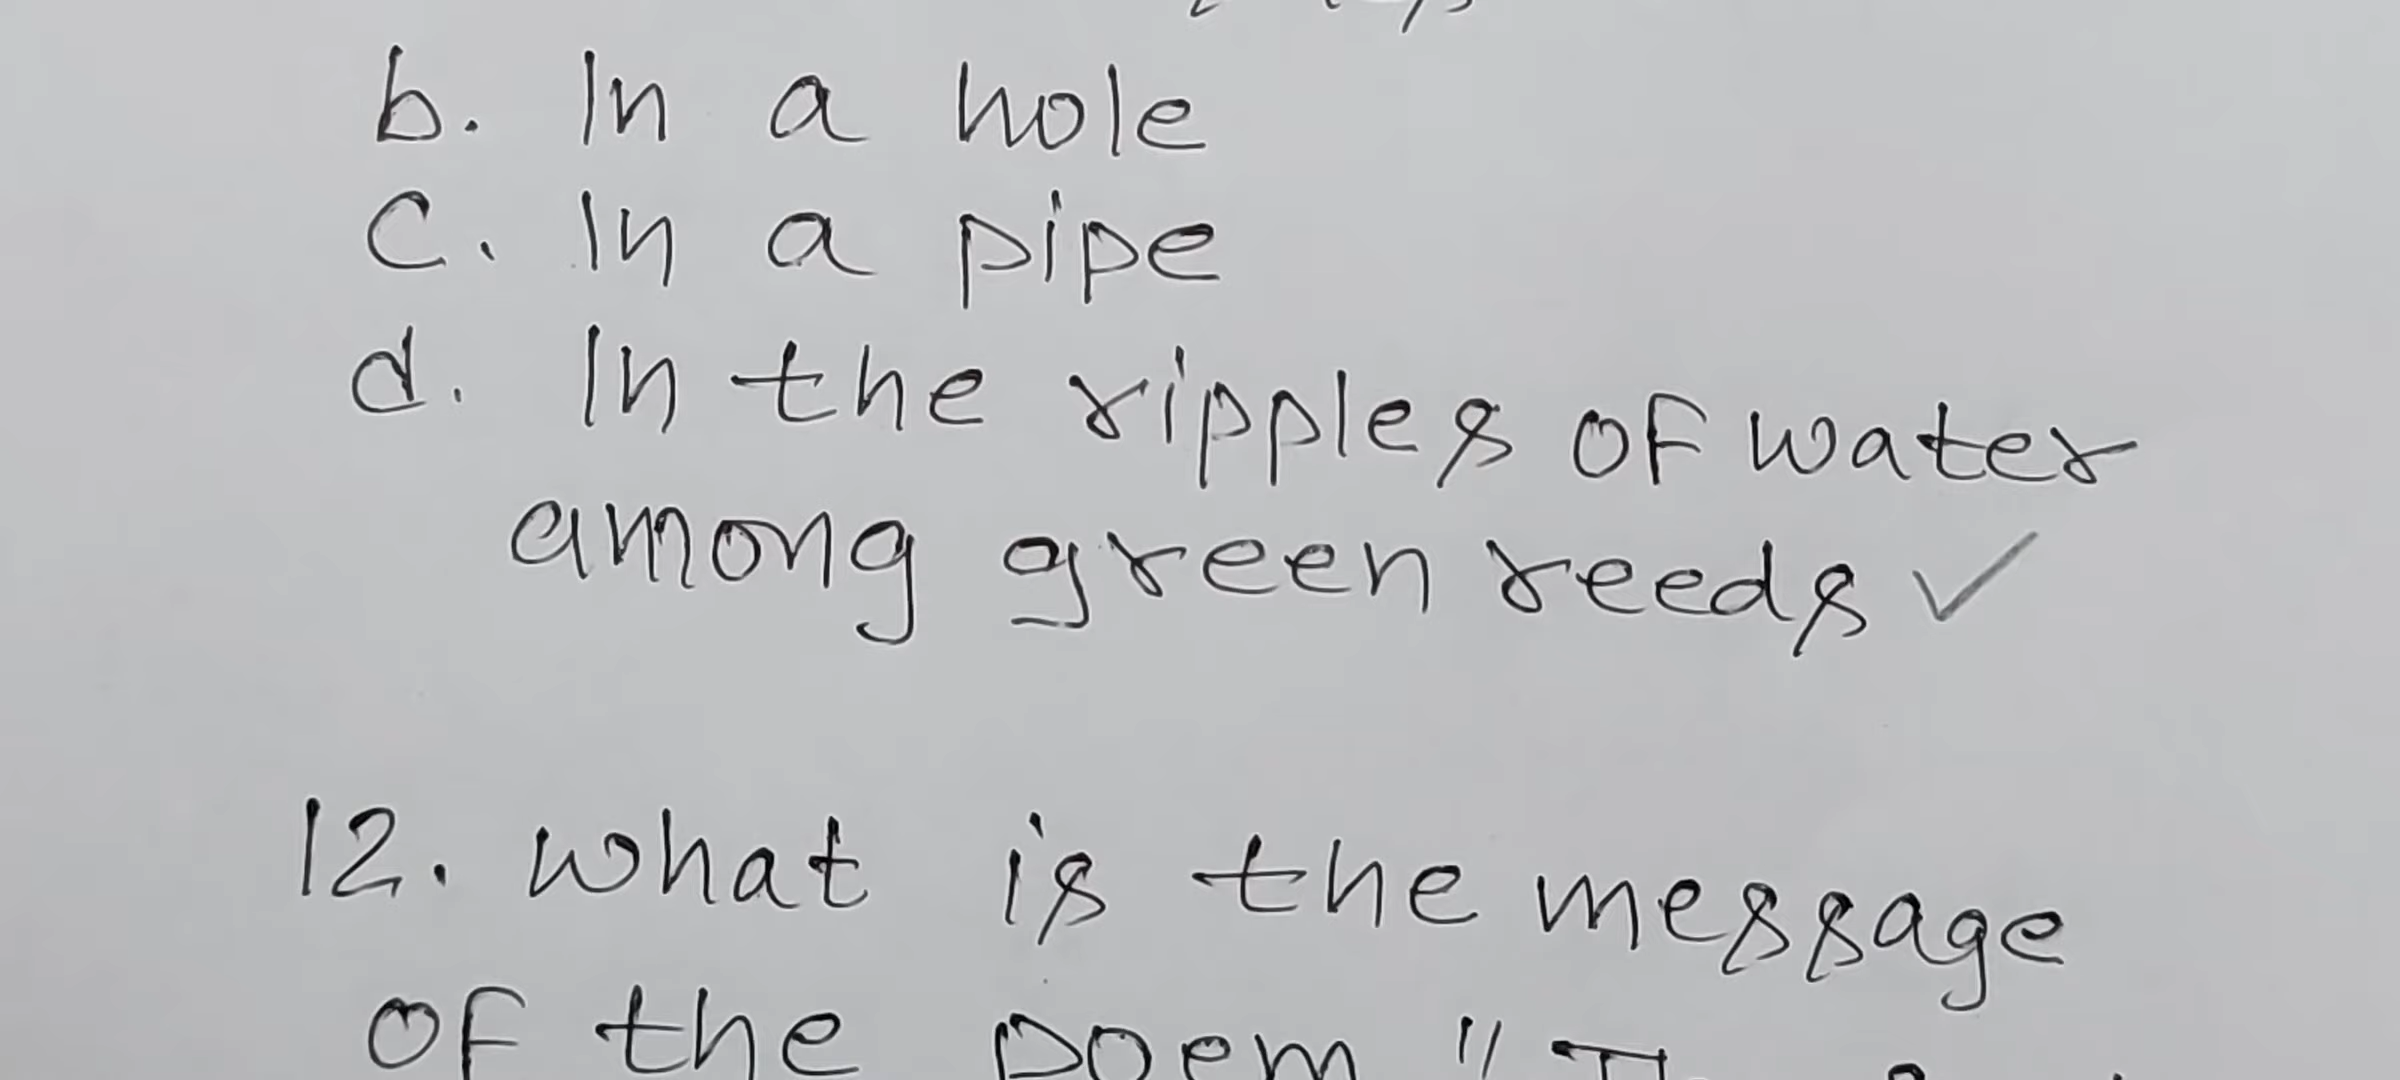 b. In a hole
c. In a pipe
d. In the ripples of water
among green reeds ✓
12. What is the message
of the poem "